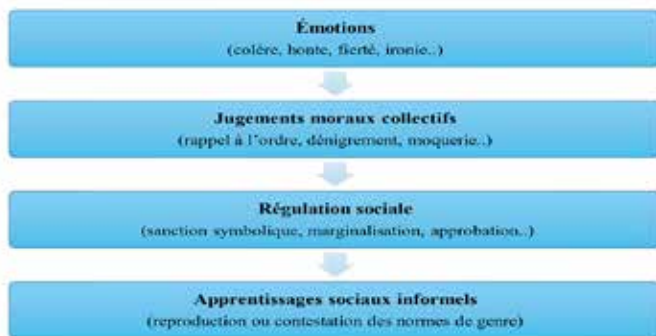 Émotions
(colère, honte, fierté, ironie..)
Jugements moraux collectifs
(rappel à l'ordre, dénigrement, moquerie..)
Régulation sociale
(sanction symbolique, marginalisation, approbation..)
Apprentissages sociaux informels
(reproduction ou contestation des normes de genre)